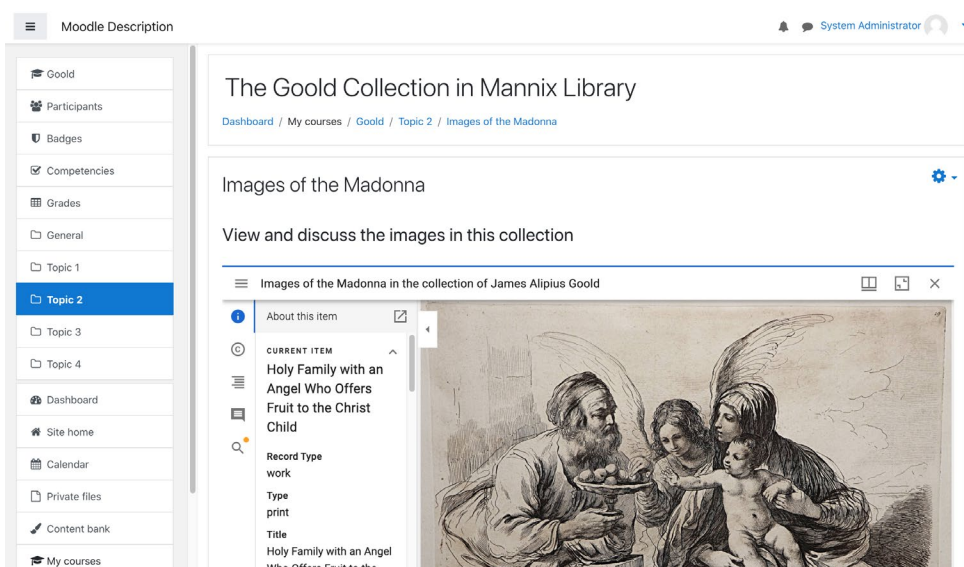 Moodle Description
System Administrator
Goold
Participants
Badges
Competencies
Grades
General
Topic 1
Topic 2
Topic 3
Topic 4
Dashboard
Site home
Calendar
Private files
Content bank
My courses
The Goold Collection in Mannix Library
Dashboard / My courses / Goold / Topic 2 / Images of the Madonna
Images of the Madonna
View and discuss the images in this collection
Images of the Madonna in the collection of James Alipius Goold
About this item
CURRENT ITEM
Holy Family with an
Angel Who Offers
Fruit to the Christ
Child
Record Type
work
Type
print
Title
Holy Family with an Angel
Who Offers Fruit to the